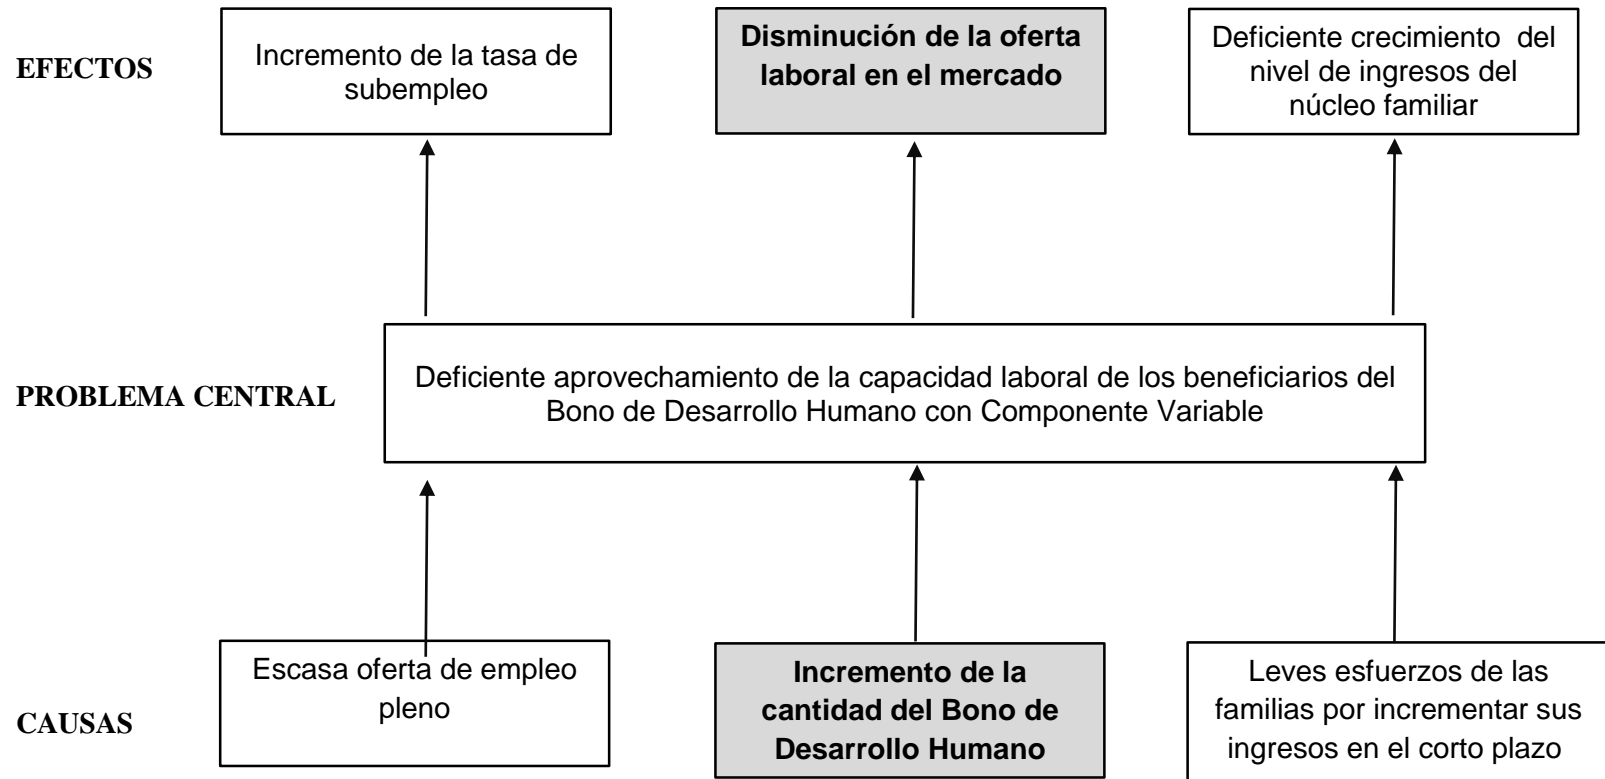 EFECTOS
Incremento de la tasa de
subempleo
Disminución de la oferta
laboral en el mercado
Deficiente crecimiento  del
nivel de ingresos del
núcleo familiar
PROBLEMA CENTRAL
Deficiente aprovechamiento de la capacidad laboral de los beneficiarios del
Bono de Desarrollo Humano con Componente Variable
CAUSAS
Escasa oferta de empleo
pleno
Incremento de la
cantidad del Bono de
Desarrollo Humano
Leves esfuerzos de las
familias por incrementar sus
ingresos en el corto plazo